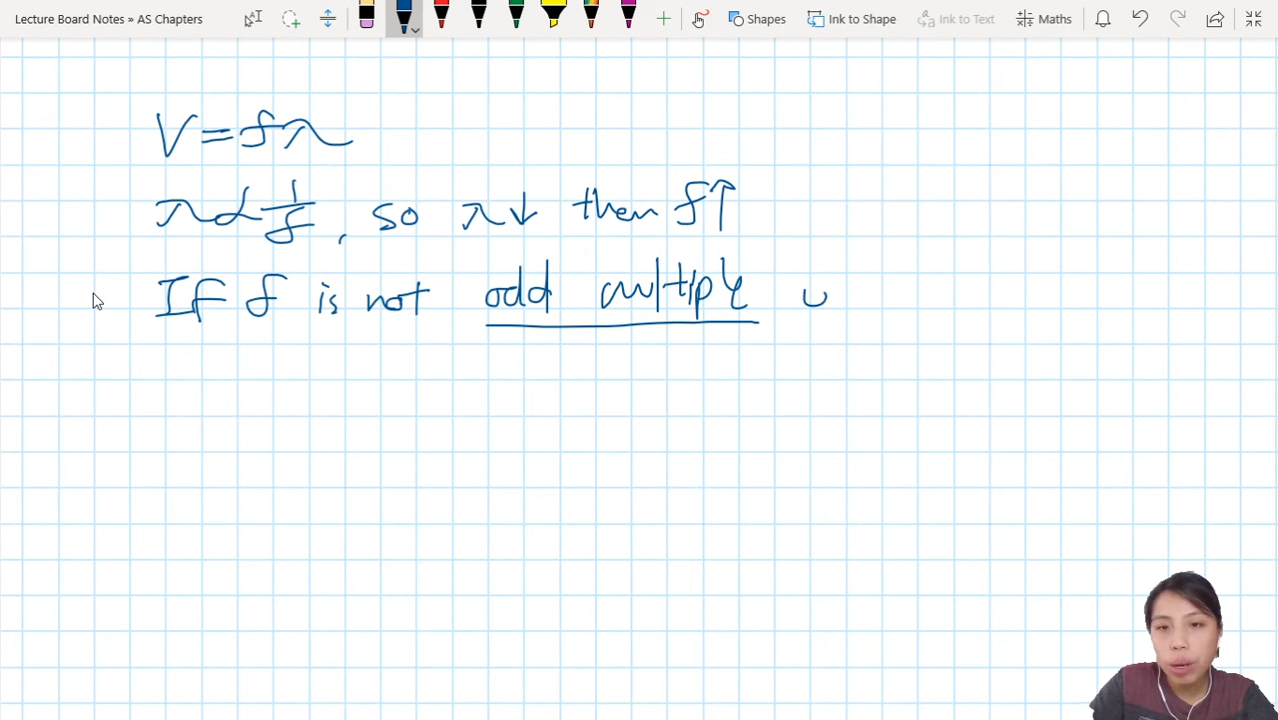 Lecture Board Notes » AS Chapters
Shapes
Ink to Shape
Ink to Text
Maths
V = fλ
λ ∝ 1/f, so λ↓ then f↑
If f is not odd multiple